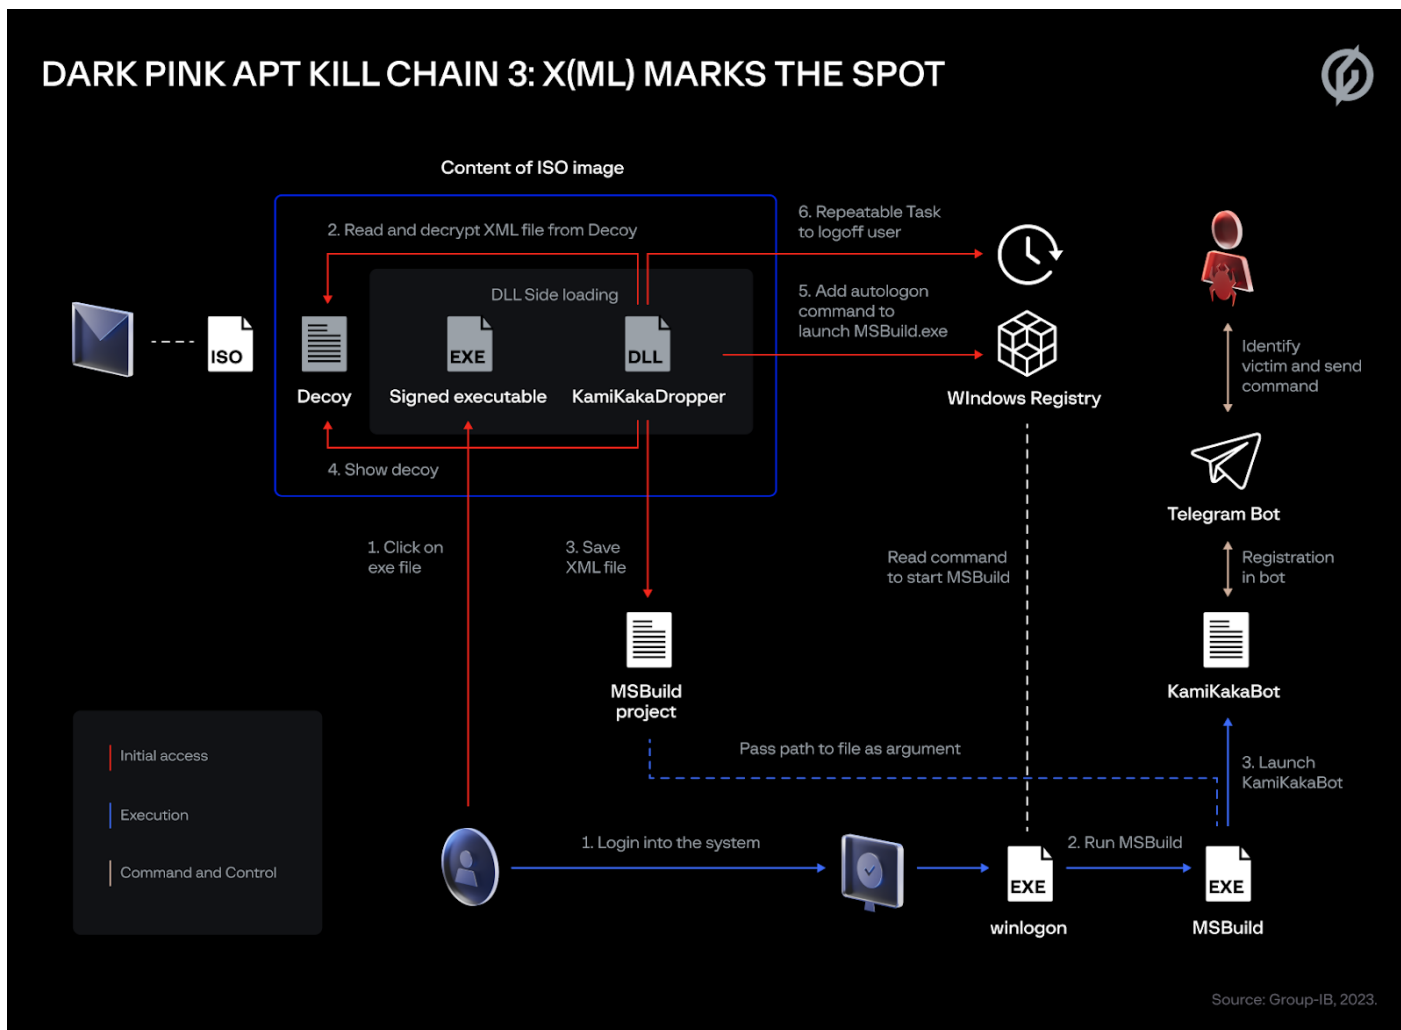 DARK PINK APT KILL CHAIN 3: X(ML) MARKS THE SPOT
Content of ISO image
2. Read and decrypt XML file from Decoy
DLL Side loading
ISO
Decoy
EXE
Signed executable
DLL
KamiKakaDropper
4. Show decoy
6. Repeatable Task
to logoff user
5. Add autologon
command to
launch MSBuild.exe
WIndows Registry
Identify
victim and send
command
Telegram Bot
1. Click on
exe file
3. Save
XML file
Read command
to start MSBuild
Registration
in bot
MSBuild
project
KamiKakaBot
Pass path to file as argument
3. Launch
KamiKakaBot
Initial access
Execution
Command and Control
1. Login into the system
EXE
winlogon
2. Run MSBuild
EXE
MSBuild
Source: Group-IB, 2023.